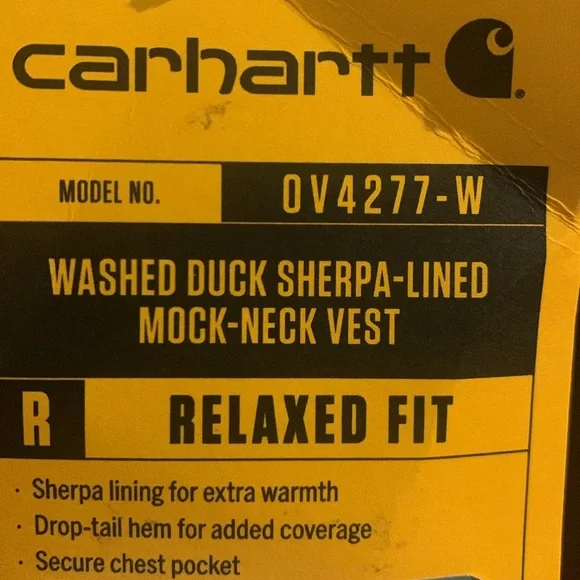 carhartt
MODEL NO. OV4277-W
WASHED DUCK SHERPA-LINED
MOCK-NECK VEST
R RELAXED FIT
· Sherpa lining for extra warmth
· Drop-tail hem for added coverage
· Secure chest pocket